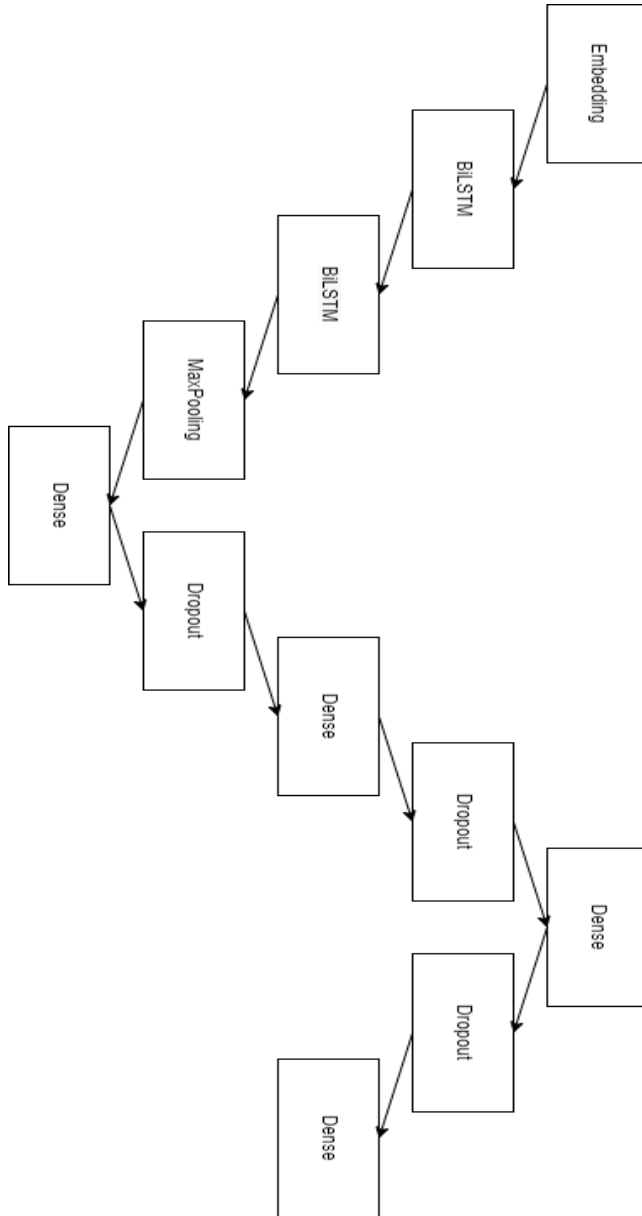 Embedding
BiLSTM
BiLSTM
MaxPooling
Dense
Dropout
Dense
Dropout
Dense
Dropout
Dense